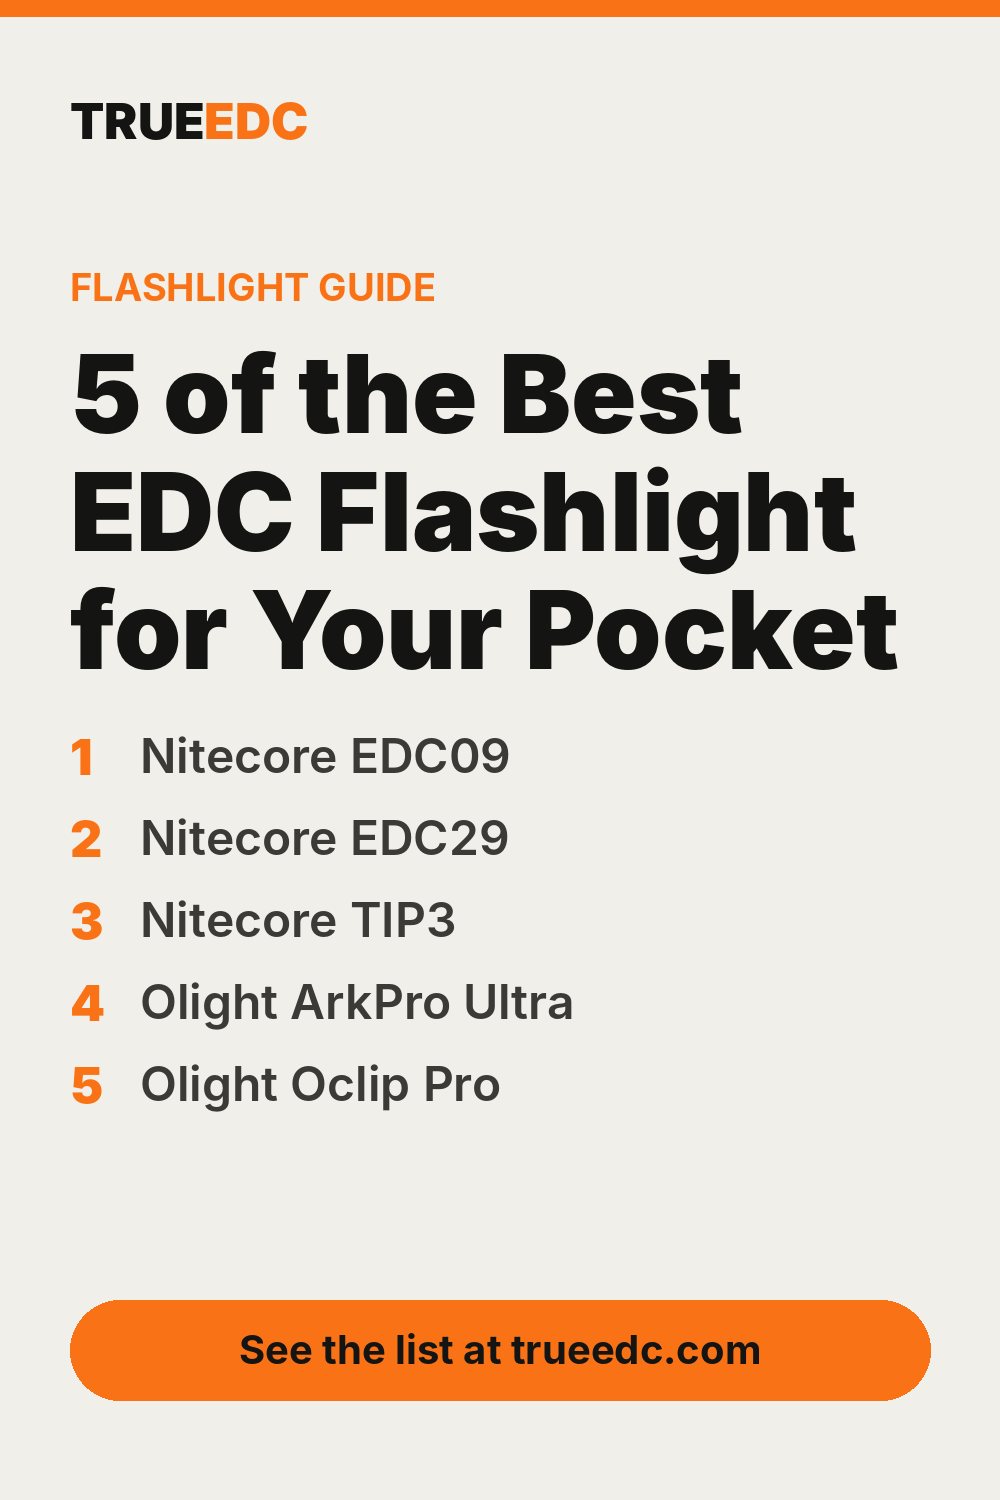 TRUEEDC
FLASHLIGHT GUIDE
5 of the Best
EDC Flashlight
for Your Pocket
1 Nitecore EDC09
2 Nitecore EDC29
3 Nitecore TIP3
4 Olight ArkPro Ultra
5 Olight Oclip Pro
See the list at trueedc.com